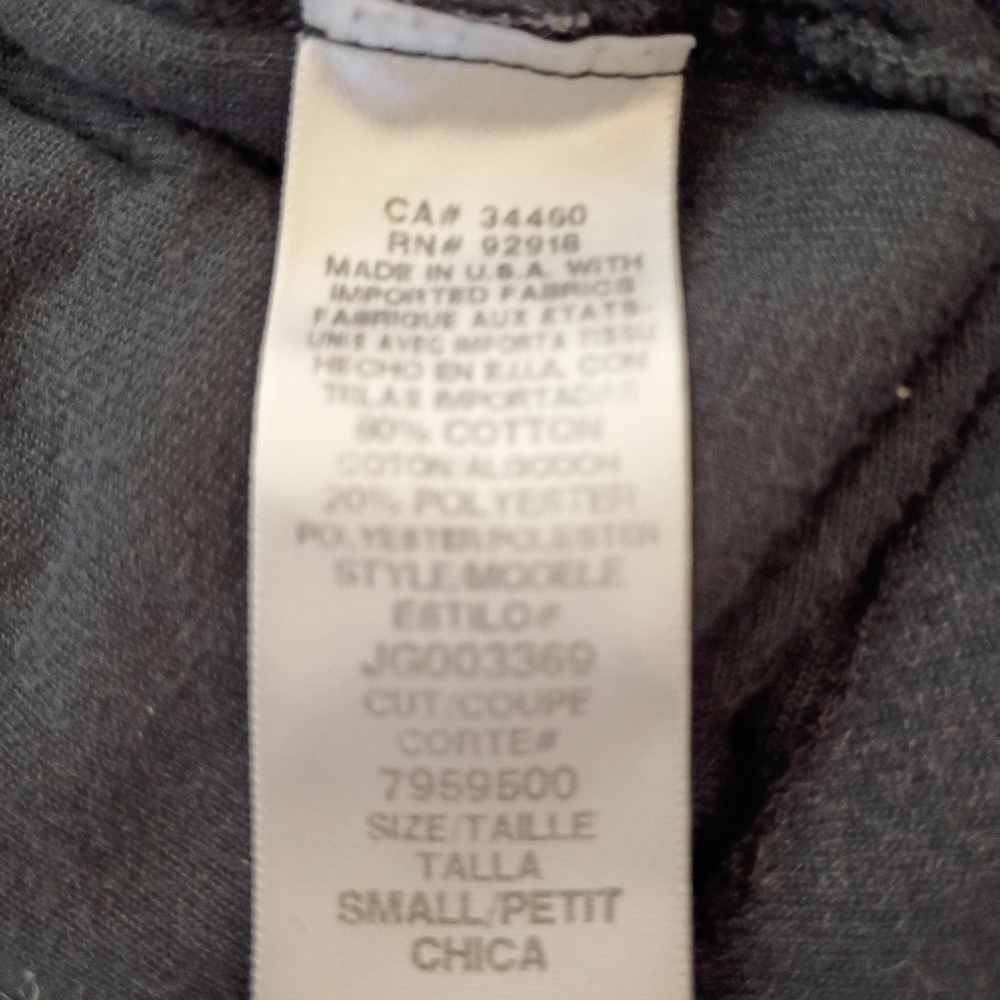 CA# 34460
RN# 92918
MADE IN U.S.A. WITH
IMPORTED FABRICS
FABRIQUE AUX ETATS-
UNIS AVEC IMPORTA TISSU
HECHO EN E.U.A. CON
TELAS IMPORTADAS
80% COTTON
COTON ALGODON
20% POLYESTER
POLYESTER/POLIESTER
STYLE/MODELE
ESTILO#
JG003369
CUT/COUPE
CORTE#
7959500
SIZE/TAILLE
TALLA
SMALL/PETIT
CHICA